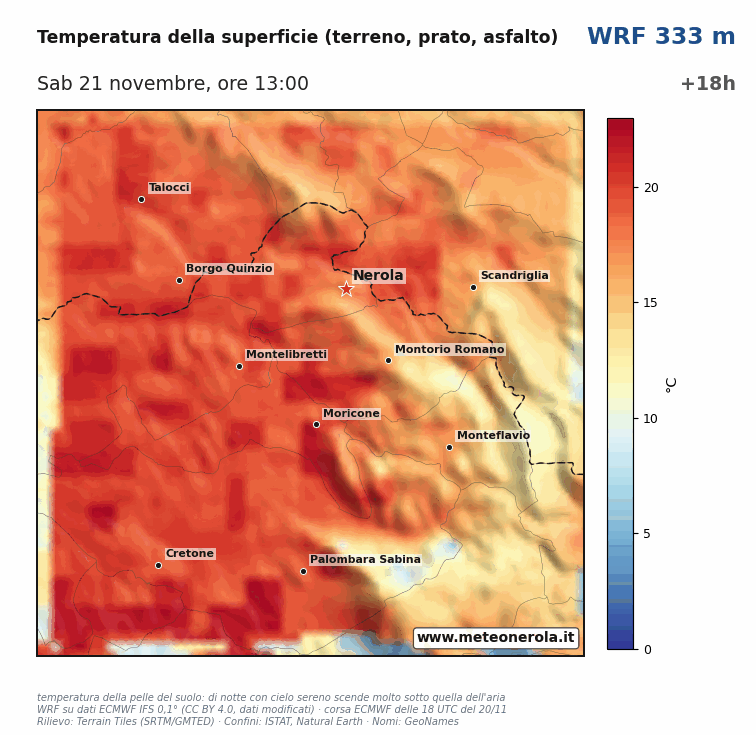 Temperatura della superficie (terreno, prato, asfalto)
WRF 333 m
Sab 21 novembre, ore 13:00
+18h
Talocci
Borgo Quinzio
Nerola
Scandriglia
Montelibretti
Montorio Romano
Moricone
Monteflavio
Cretone
Palombara Sabina
www.meteonerola.it
20
15
10
5
0
°C
temperatura della pelle del suolo: di notte con cielo sereno scende molto sotto quella dell'aria
WRF su dati ECMWF IFS 0,1° (CC BY 4.0, dati modificati) · corsa ECMWF delle 18 UTC del 20/11
Rilievo: Terrain Tiles (SRTM/GMTED) · Confini: ISTAT, Natural Earth · Nomi: GeoNames